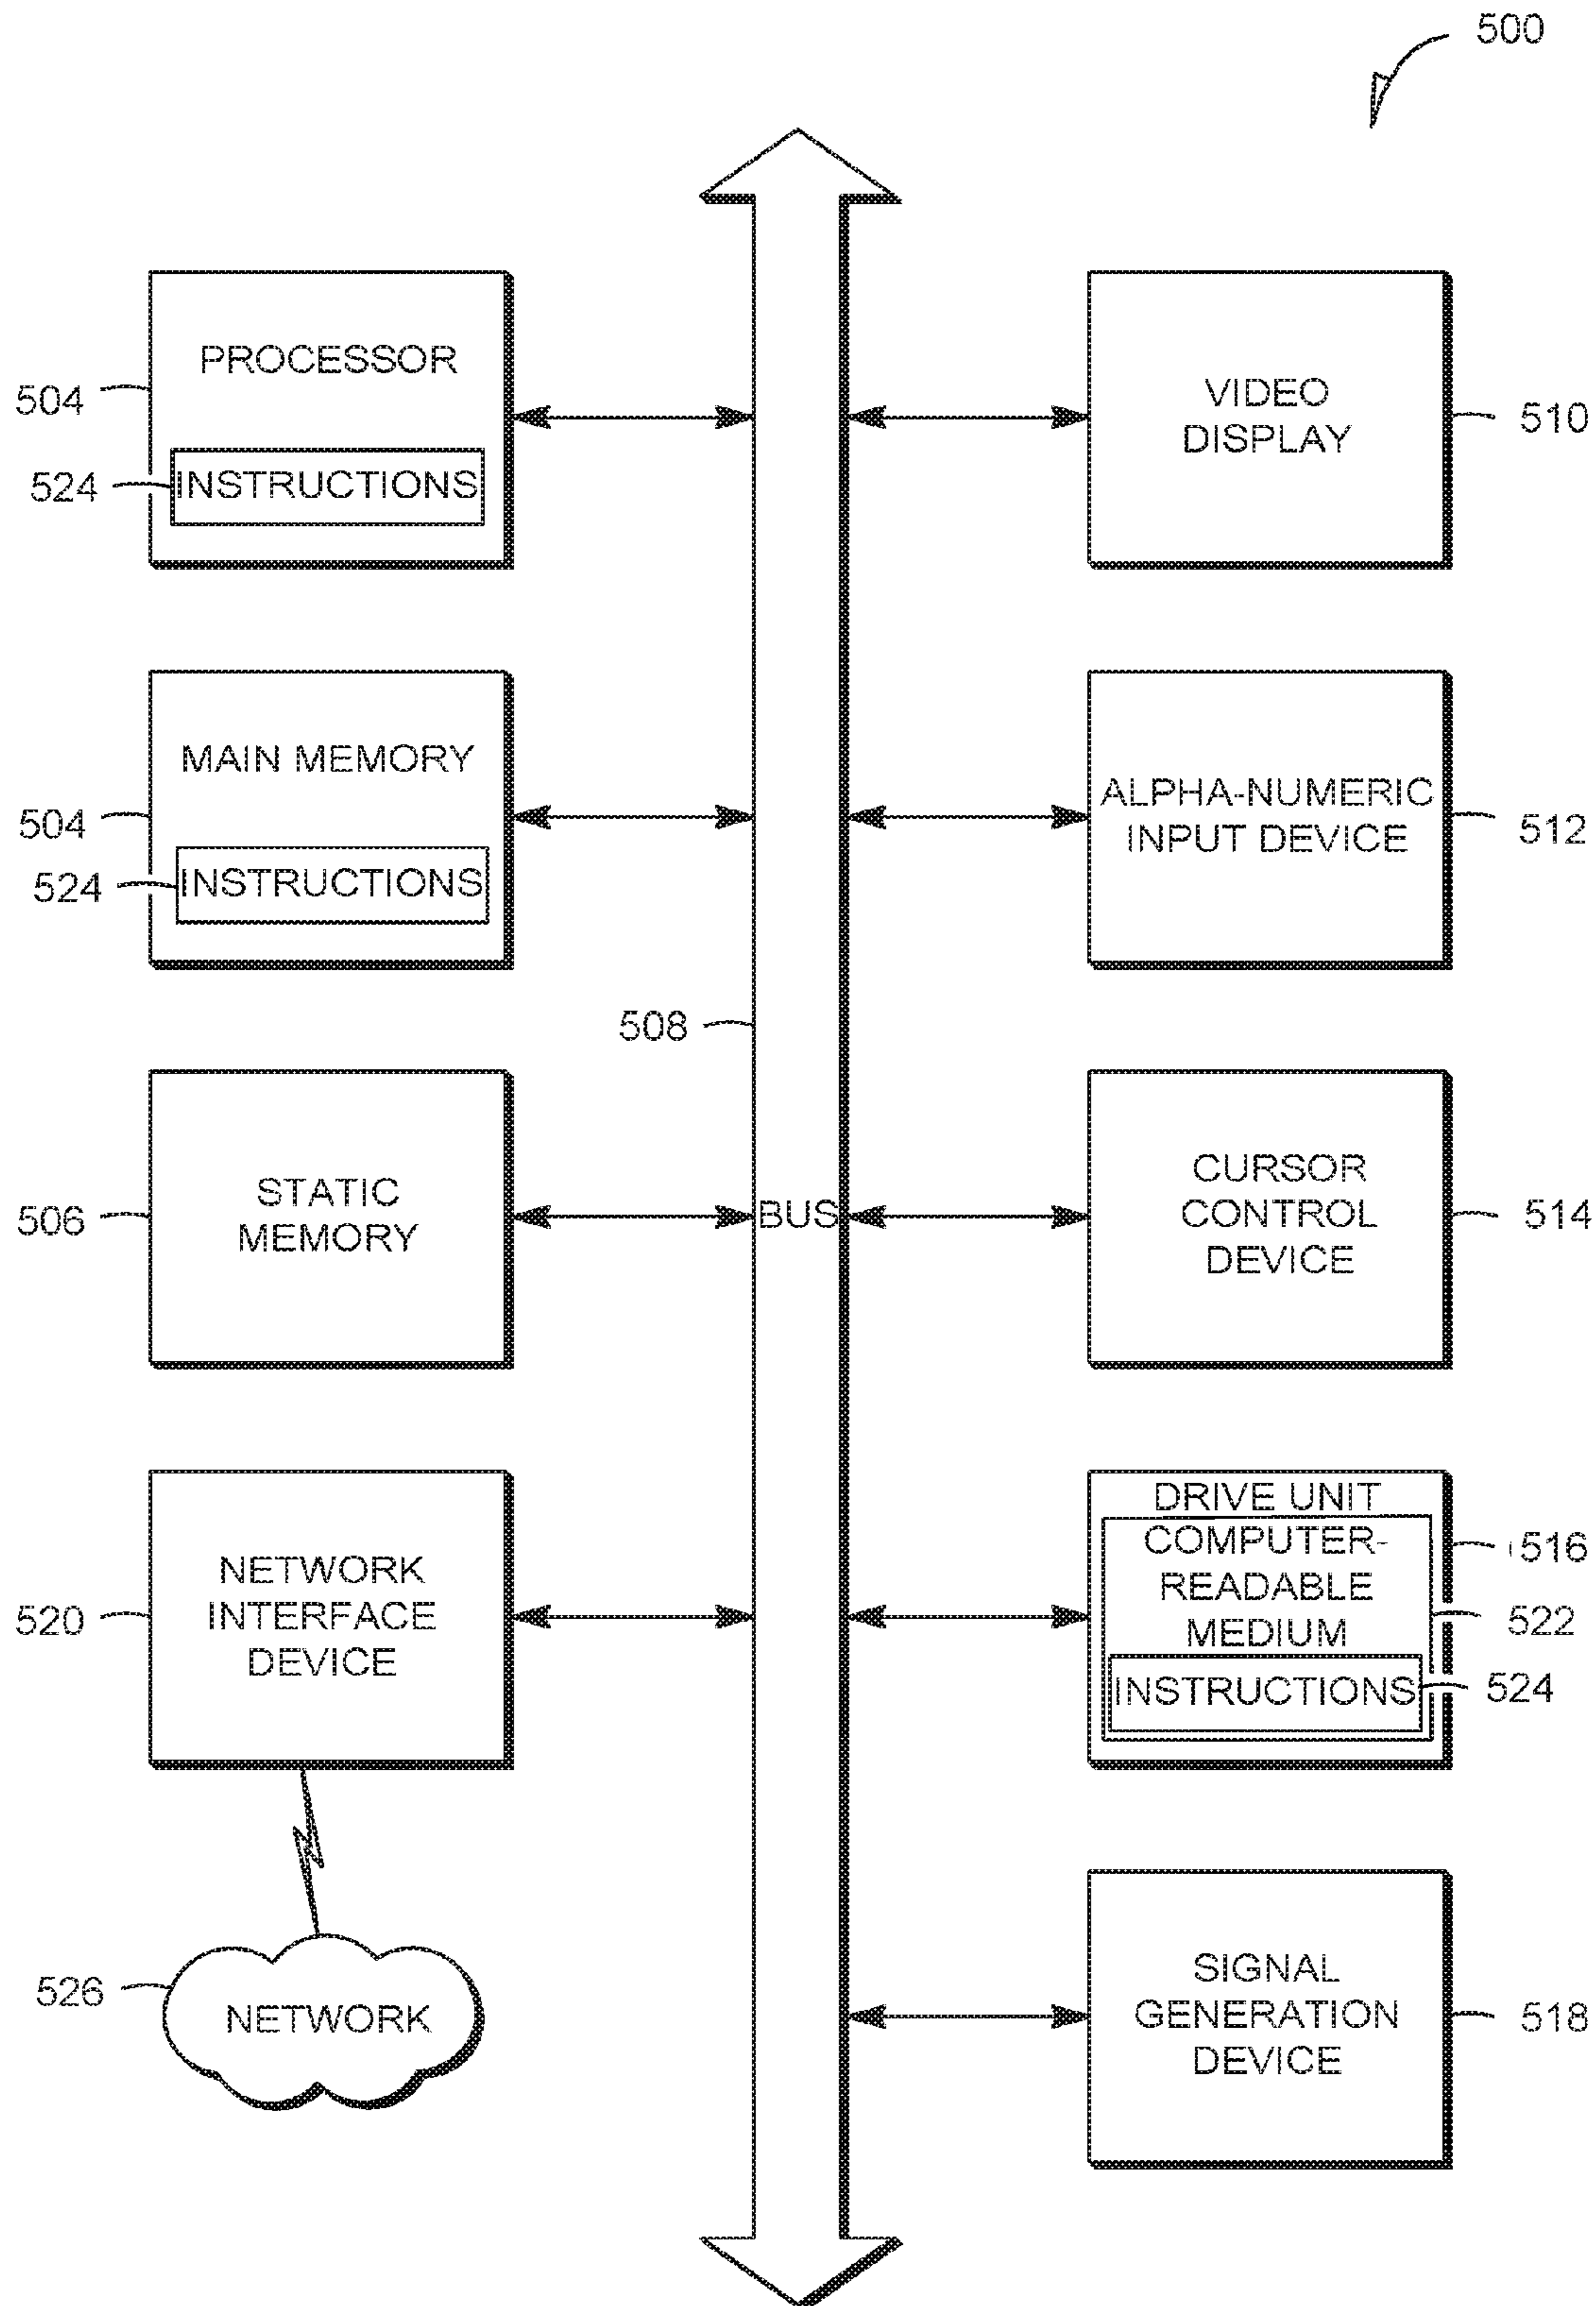 500
PROCESSOR
504
524
INSTRUCTIONS
VIDEO
DISPLAY
510
MAIN MEMORY
504
524
INSTRUCTIONS
ALPHA-NUMERIC
INPUT DEVICE
512
508
STATIC
MEMORY
506
BUS
CURSOR
CONTROL
DEVICE
514
NETWORK
INTERFACE
DEVICE
520
DRIVE UNIT
COMPUTER-
READABLE
MEDIUM
INSTRUCTIONS
516
522
524
526
NETWORK
SIGNAL
GENERATION
DEVICE
518